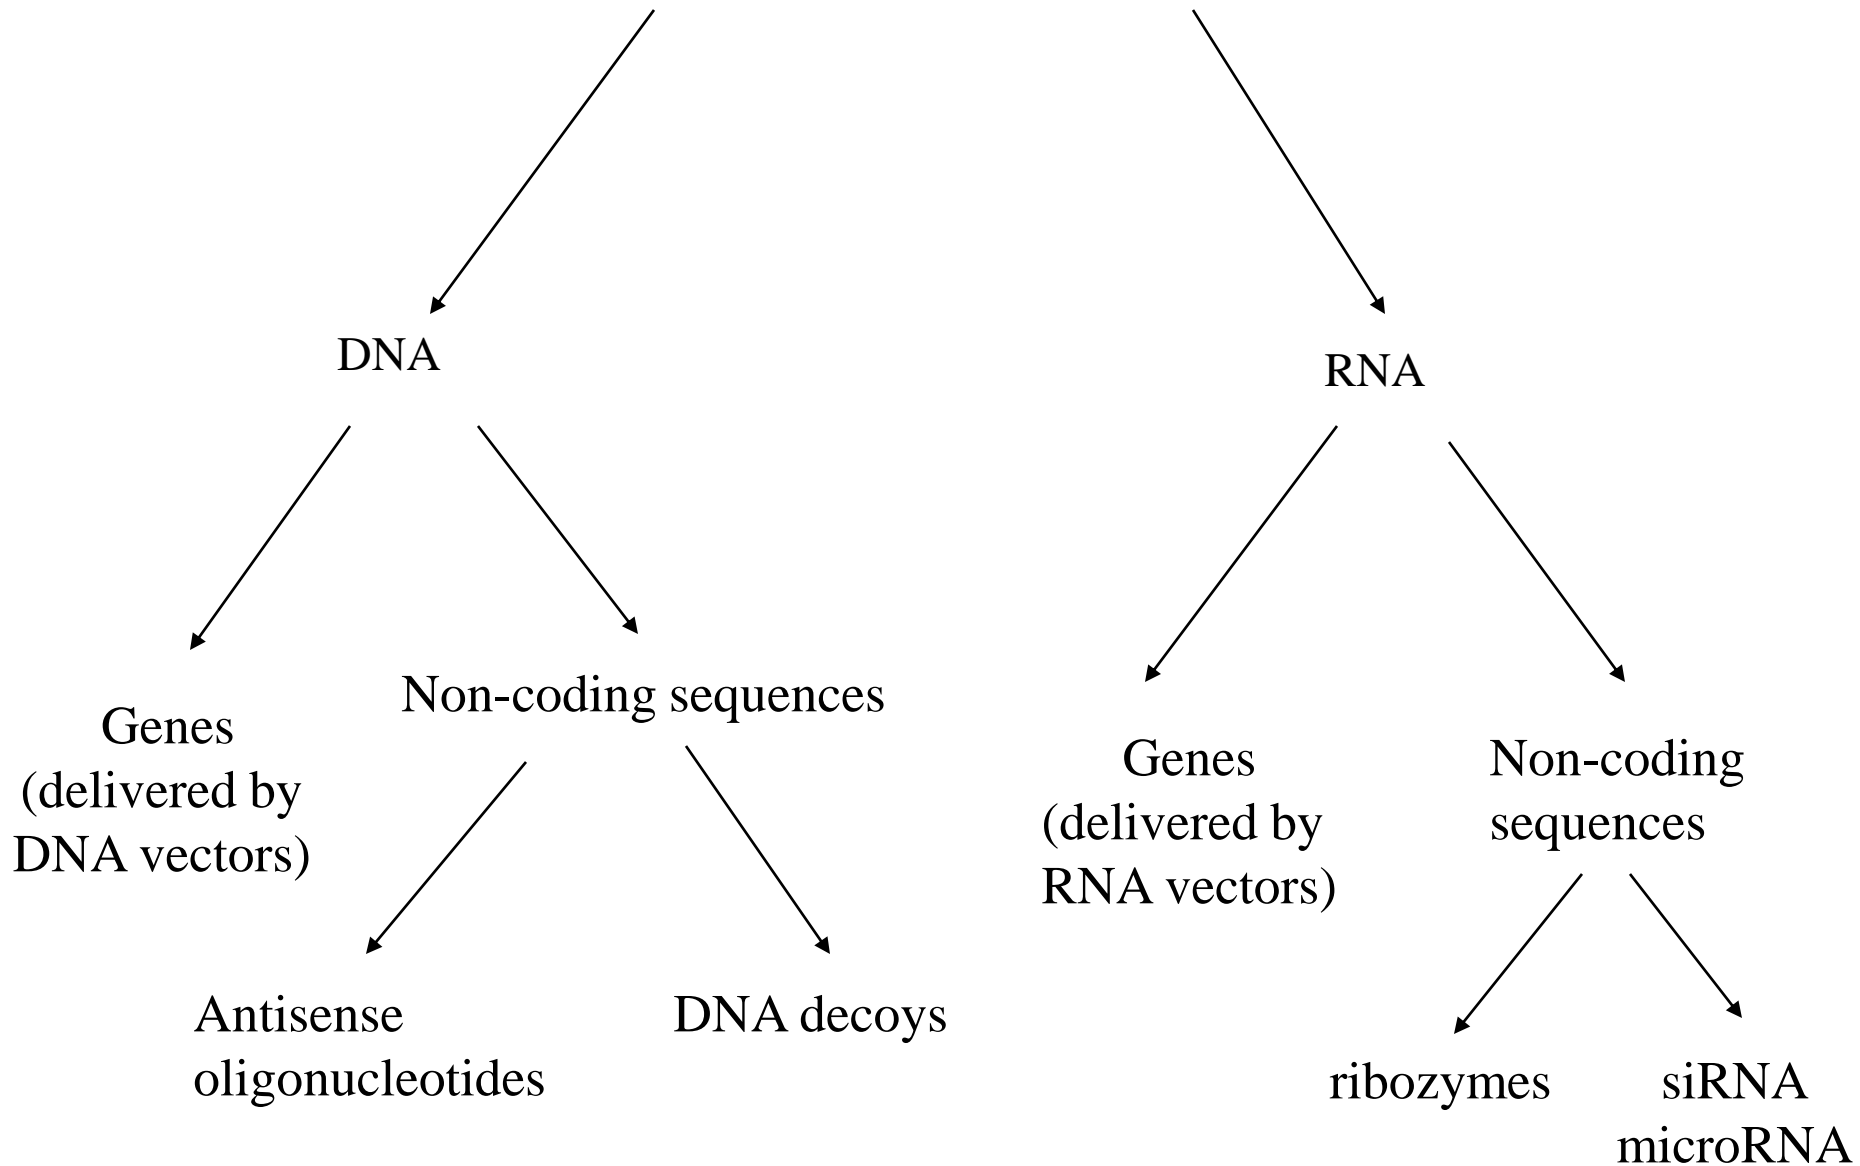 DNA
RNA
Non-coding sequences
Genes
(delivered by
DNA vectors)
Genes
(delivered by
RNA vectors)
Non-coding
sequences
Antisense
oligonucleotides
DNA decoys
ribozymes
siRNA
microRNA